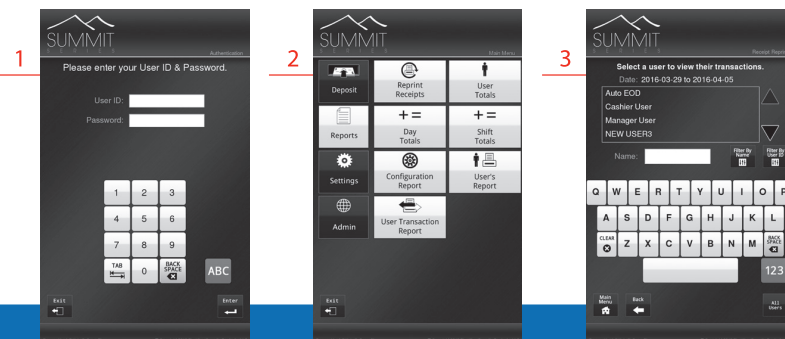 1
SUMMIT
SERIES
Authentication
Please enter your User ID & Password.
User ID:
Password:
1 2 3
4 5 6
7 8 9
TAB 0 BACK SPACE
ABC
Exit
Enter
2
SUMMIT
SERIES
Main Menu
Deposit
Reprint Receipts
User Totals
Reports
Day Totals
Shift Totals
Settings
Configuration Report
User's Report
Admin
User Transaction Report
Exit
3
SUMMIT
SERIES
Receipt Reprin
Select a user to view their transactions.
Date: 2016-03-29 to 2016-04-05
Auto EOD
Cashier User
Manager User
NEW USER3
Name:
Filter By Name
Filter By User ID
Q W E R T Y U I O P
A S D F G H J K L
CLEAR Z X C V B N M BACK SPACE
123
Main Menu
Back
All Users